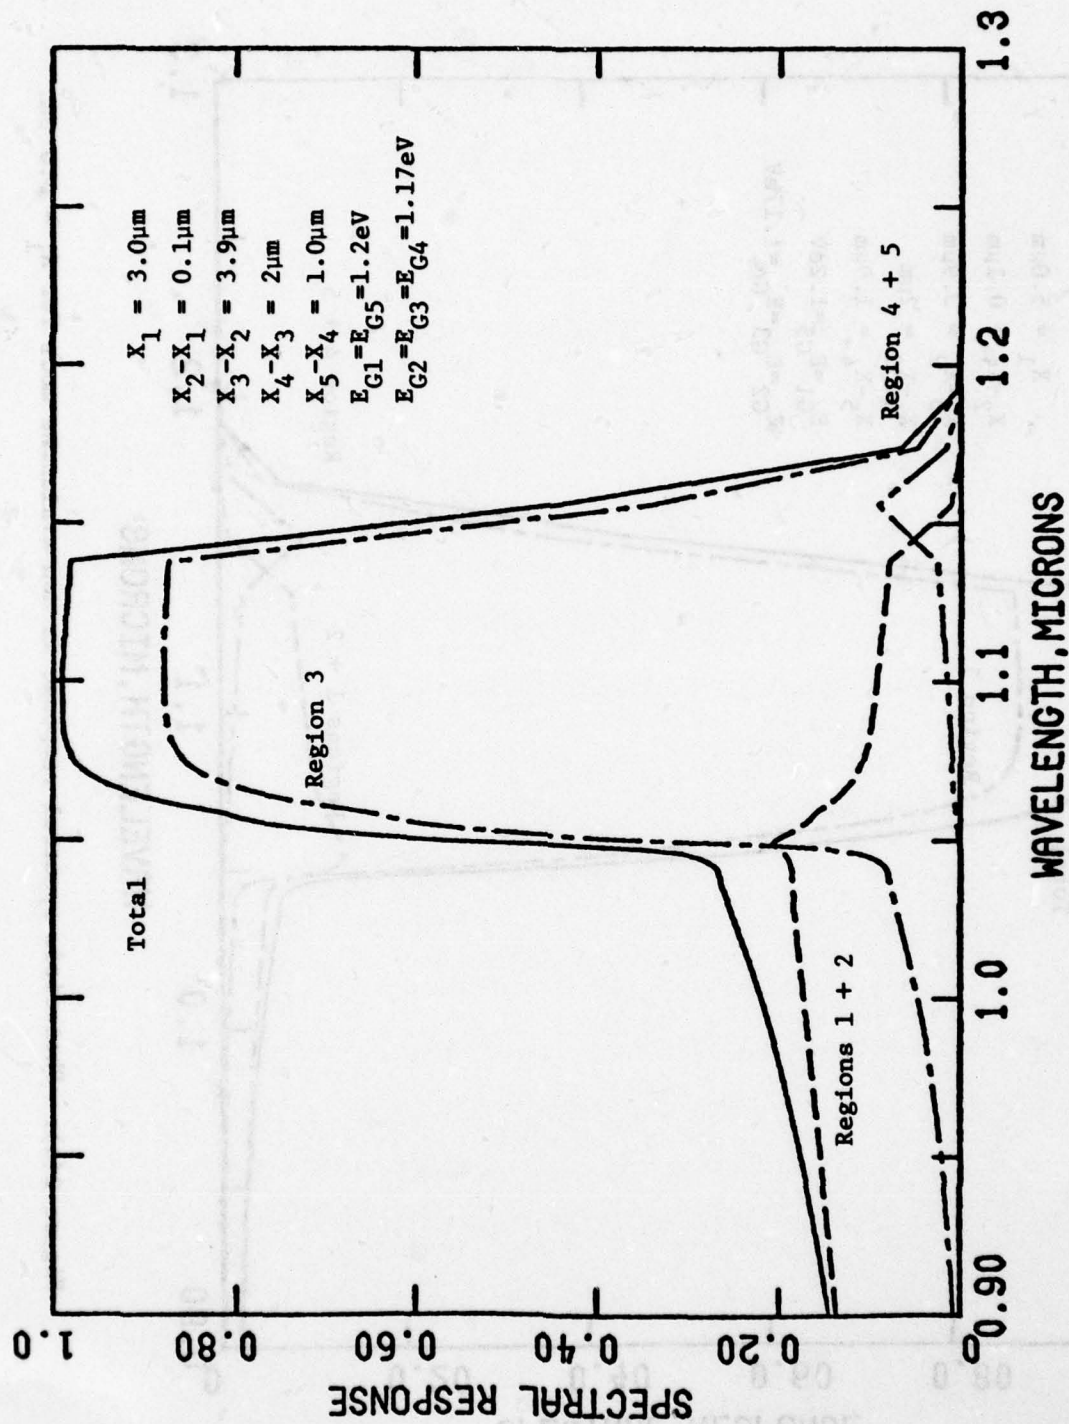 SPECTRAL RESPONSE
1.0
0.80
0.60
0.40
0.20
0
0.90
1.0
1.1
1.2
1.3
WAVELENGTH, MICRONS
Total
Region 3
Regions 1 + 2
Region 4 + 5
X1 = 3.0μm
X2-X1 = 0.1μm
X3-X2 = 3.9μm
X4-X3 = 2μm
X5-X4 = 1.0μm
EG1=EG5=1.2eV
EG2=EG3=EG4=1.17eV